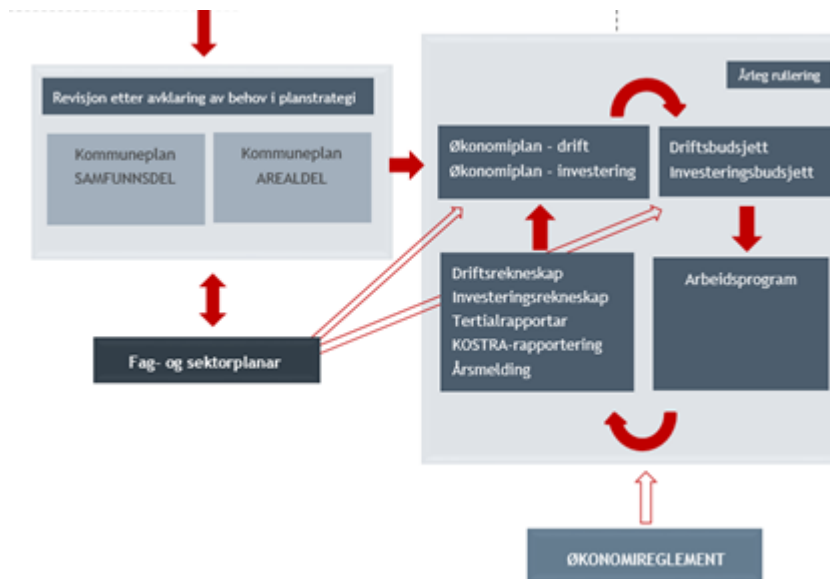 Revisjon etter avklaring av behov i planstrategi
Kommuneplan
SAMFUNNSDEL
Kommuneplan
AREALDEL
Fag- og sektorplanar
Årleg rullering
Økonomiplan - drift
Økonomiplan - investering
Driftsbudsjett
Investeringsbudsjett
Driftsrekneskap
Investeringsrekneskap
Tertialrapportar
KOSTRA-rapportering
Årsmelding
Arbeidsprogram
ØKONOMIREGLEMENT